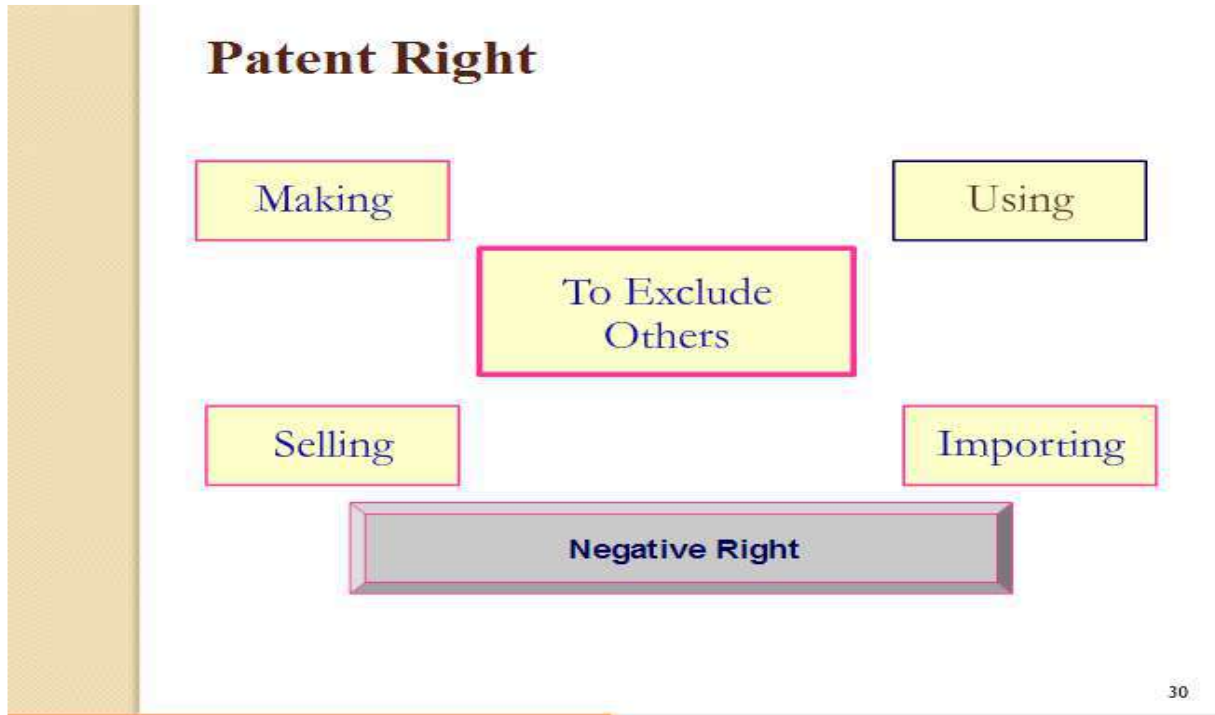 Patent Right
Making
Using
To Exclude
Others
Selling
Importing
Negative Right
30